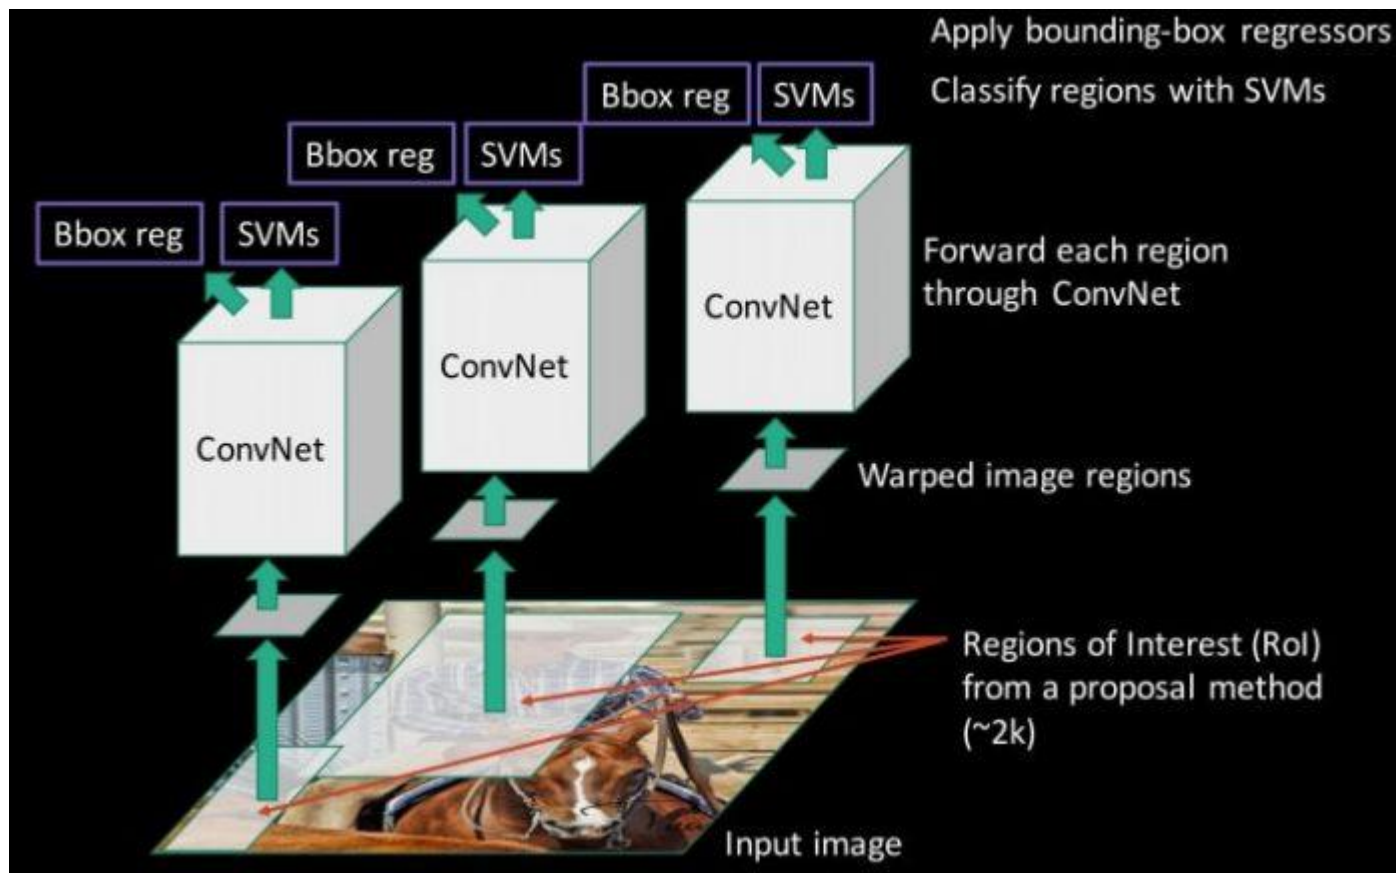 Apply bounding-box regressors
Bbox reg
SVMs
Classify regions with SVMs
Bbox reg
SVMs
Bbox reg
SVMs
Forward each region
through ConvNet
ConvNet
ConvNet
ConvNet
Warped image regions
Regions of Interest (RoI)
from a proposal method
(~2k)
Input image